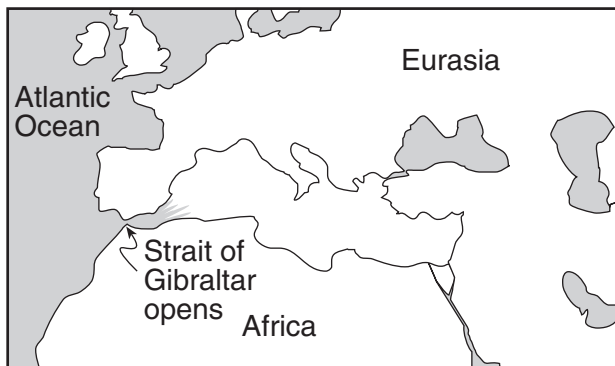 Eurasia
Atlantic
Ocean
Strait of
Gibraltar
opens
Africa